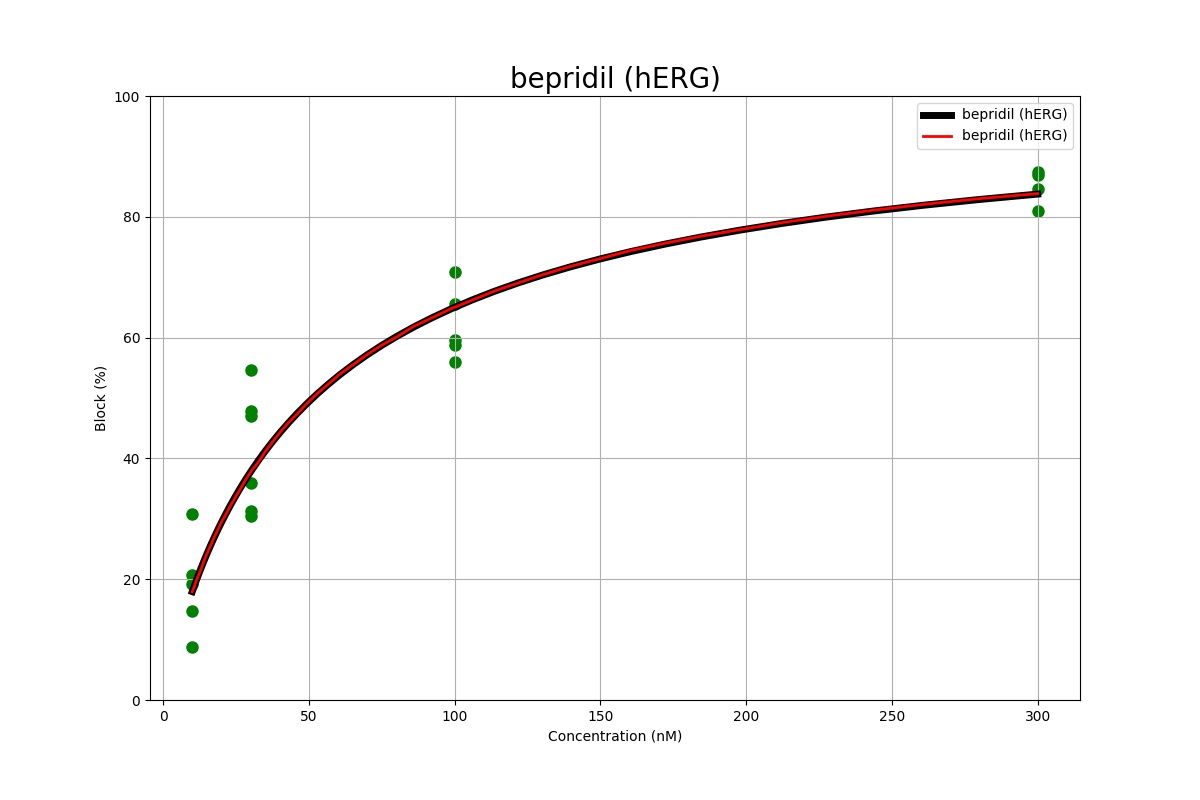 bepridil (hERG)
bepridil (hERG)
bepridil (hERG)
100
80
60
40
20
0
Block (%)
0 50 100 150 200 250 300
Concentration (nM)